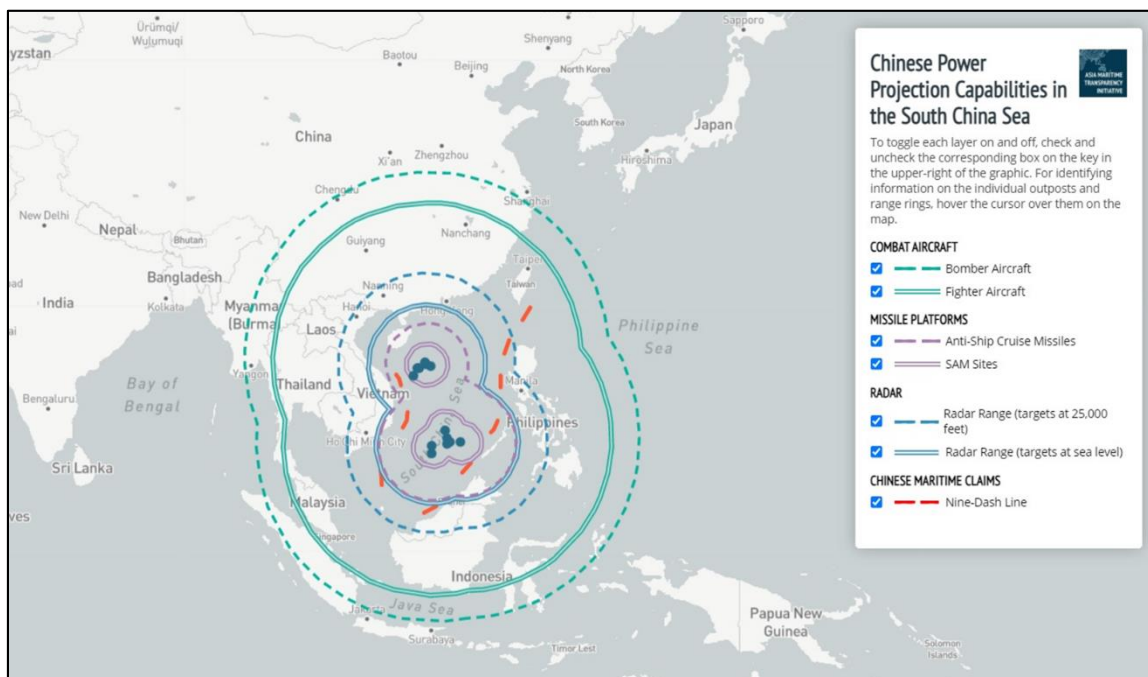 Ürümqi/
Wulumuqi
Sapporo
Shenyang
Baotou
Beijing
North Korea
South Korea
Japan
Hiroshima
China
Xi'an
Zhengzhou
Chengdu
Shanghai
New Delhi
Nepal
Bhutan
Guiyang
Nanchang
Taipei
Taiwan
Bangladesh
India
Kolkata
Myanmar
(Burma)
Nanning
Hanoi
Laos
Philippine
Sea
Yangon
Thailand
Vietnam
Manila
Bay of
Bengal
Bengaluru
Philippines
Ho Chi Minh City
Sri Lanka
Malaysia
Singapore
Indonesia
Java Sea
Jakarta
Surabaya
Timor Lest
Papua New
Guinea
Solomon
Islands
Chinese Power
Projection Capabilities in
the South China Sea
ASIA MARITIME
TRANSPARENCY
INITIATIVE
To toggle each layer on and off, check and
uncheck the corresponding box on the key in
the upper-right of the graphic. For identifying
information on the individual outposts and
range rings, hover the cursor over them on the
map.
COMBAT AIRCRAFT
Bomber Aircraft
Fighter Aircraft
MISSILE PLATFORMS
Anti-Ship Cruise Missiles
SAM Sites
RADAR
Radar Range (targets at 25,000
feet)
Radar Range (targets at sea level)
CHINESE MARITIME CLAIMS
Nine-Dash Line